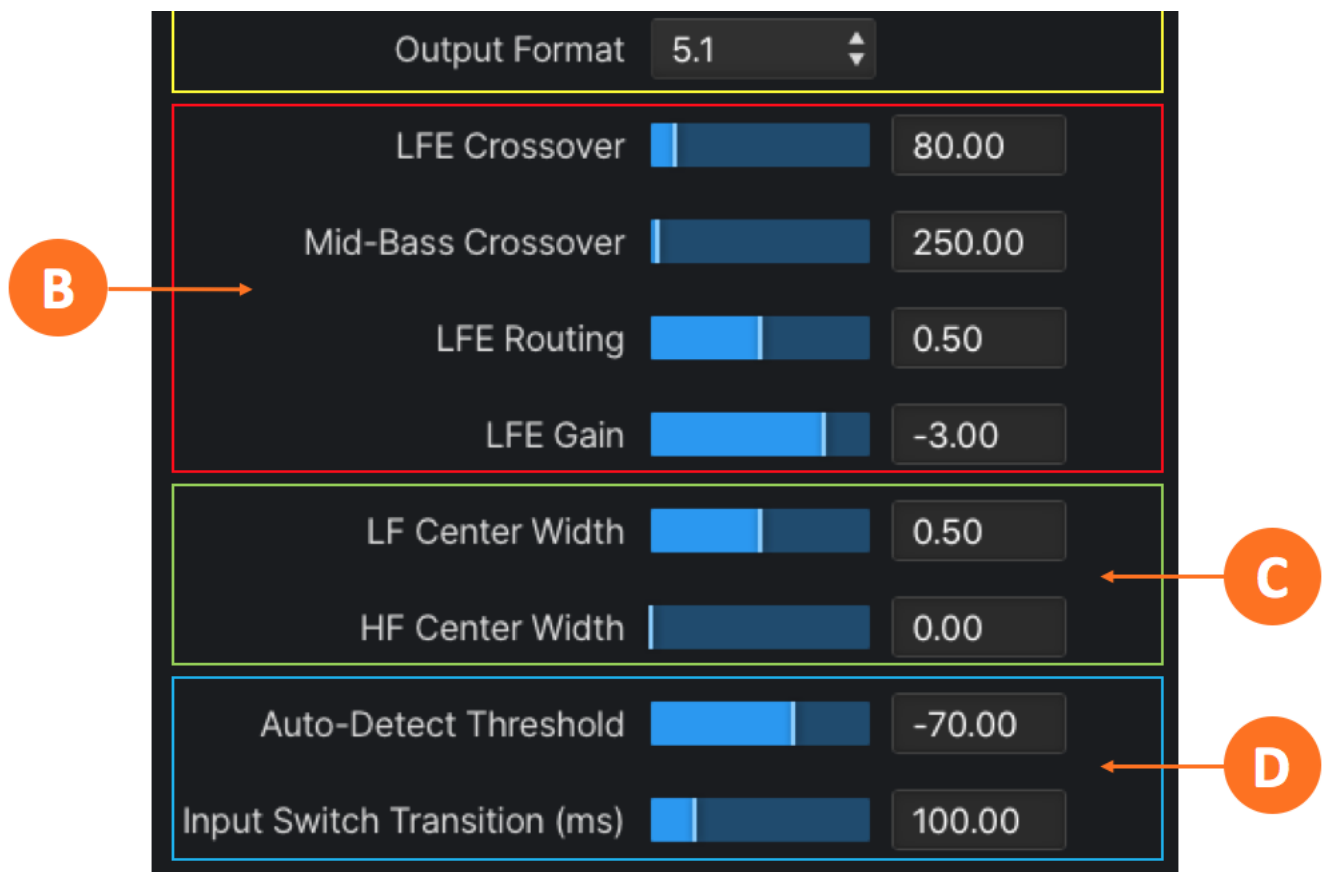 Output Format 5.1
LFE Crossover 80.00
Mid-Bass Crossover 250.00
B
LFE Routing 0.50
LFE Gain -3.00
LF Center Width 0.50
C
HF Center Width 0.00
Auto-Detect Threshold -70.00
D
Input Switch Transition (ms) 100.00